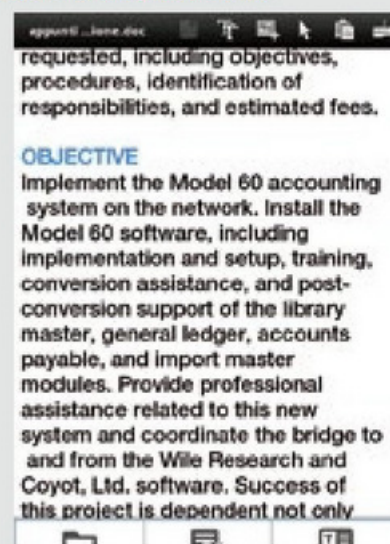 appunti ...ione.doc
requested, including objectives,
procedures, identification of
responsibilities, and estimated fees.
OBJECTIVE
Implement the Model 60 accounting
system on the network. Install the
Model 60 software, including
implementation and setup, training,
conversion assistance, and post-
conversion support of the library
master, general ledger, accounts
payable, and import master
modules. Provide professional
assistance related to this new
system and coordinate the bridge to
and from the Wile Research and
Coyot, Ltd. software. Success of
this project is dependent not only